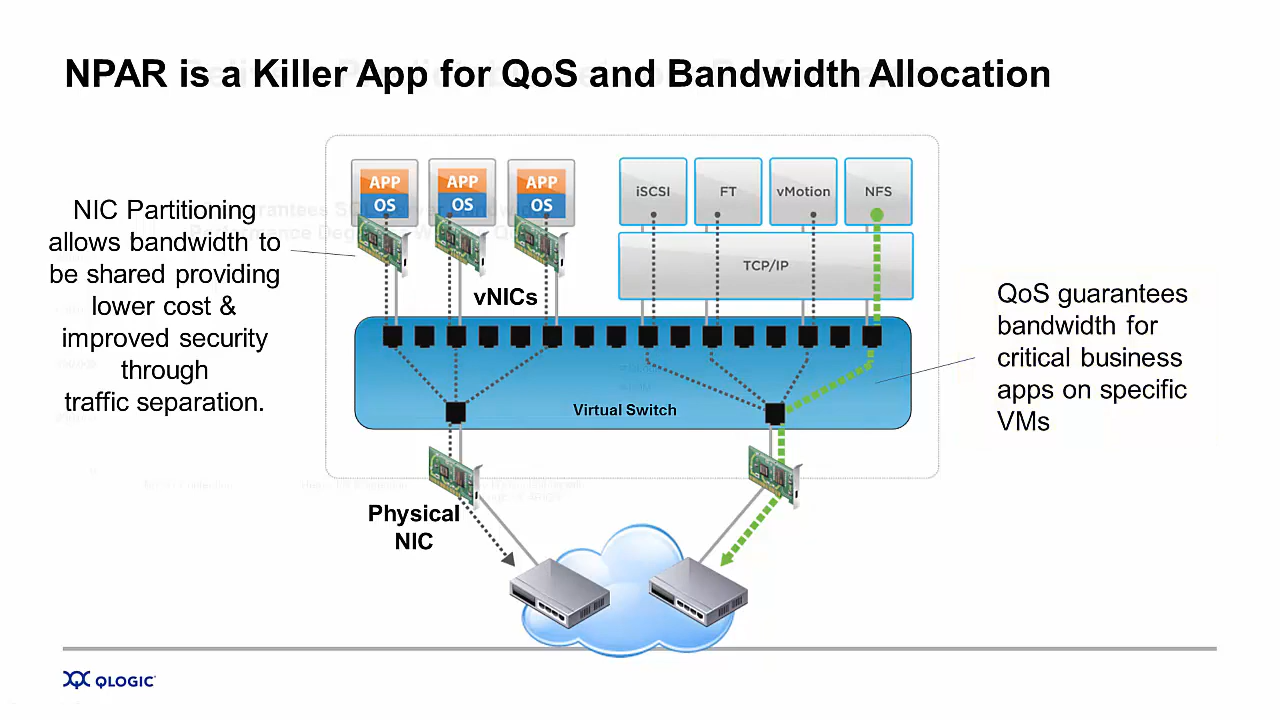 NPAR is a Killer App for QoS and Bandwidth Allocation
NIC Partitioning
allows bandwidth to
be shared providing
lower cost &
improved security
through
traffic separation.
APP
OS
APP
OS
APP
OS
iSCSI
FT
vMotion
NFS
TCP/IP
vNICs
Virtual Switch
QoS guarantees
bandwidth for
critical business
apps on specific
VMs
Physical
NIC
QLOGIC